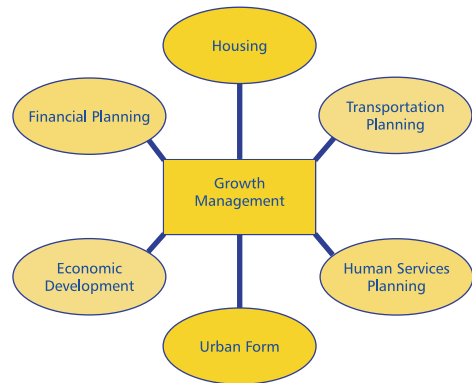 Housing
Financial Planning
Transportation
Planning
Growth
Management
Economic
Development
Human Services
Planning
Urban Form